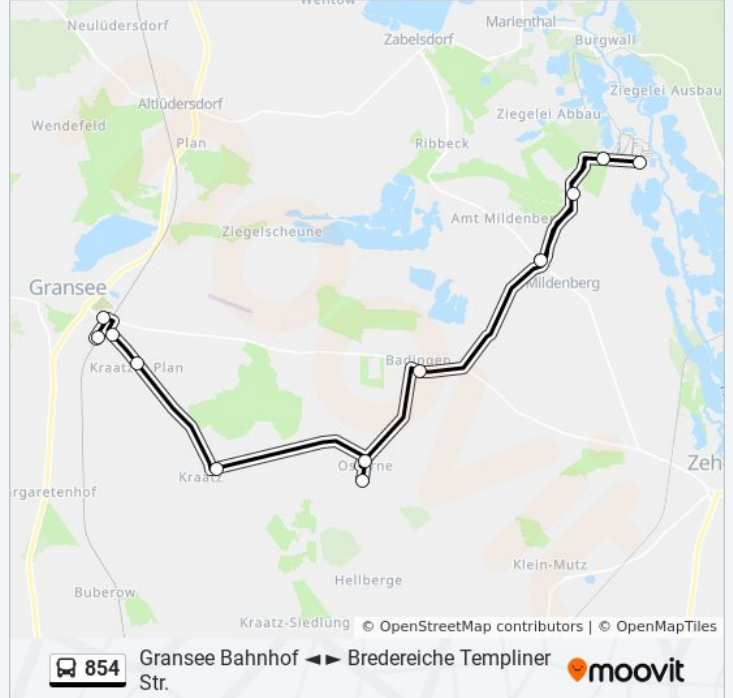 Wentow
Marienthal
Neulüdersdorf
Zabelsdorf
Burgwall
Altlüdersdorf
Ziegelei Ausbau
Ziegelei Abbau
Wendefeld
Plan
Ribbeck
Amt Mildenber
Ziegelscheune
Gransee
Mildenberg
Badingen
Kraatz Plan
Zeh
Kraatz
Osterne
rgaretenhof
Klein-Mutz
Hellberge
Buberow
Kraatz-Siedlung
© OpenStreetMap contributors | © OpenMapTiles
854
Gransee Bahnhof ◄► Bredereiche Templiner
Str.
moovit